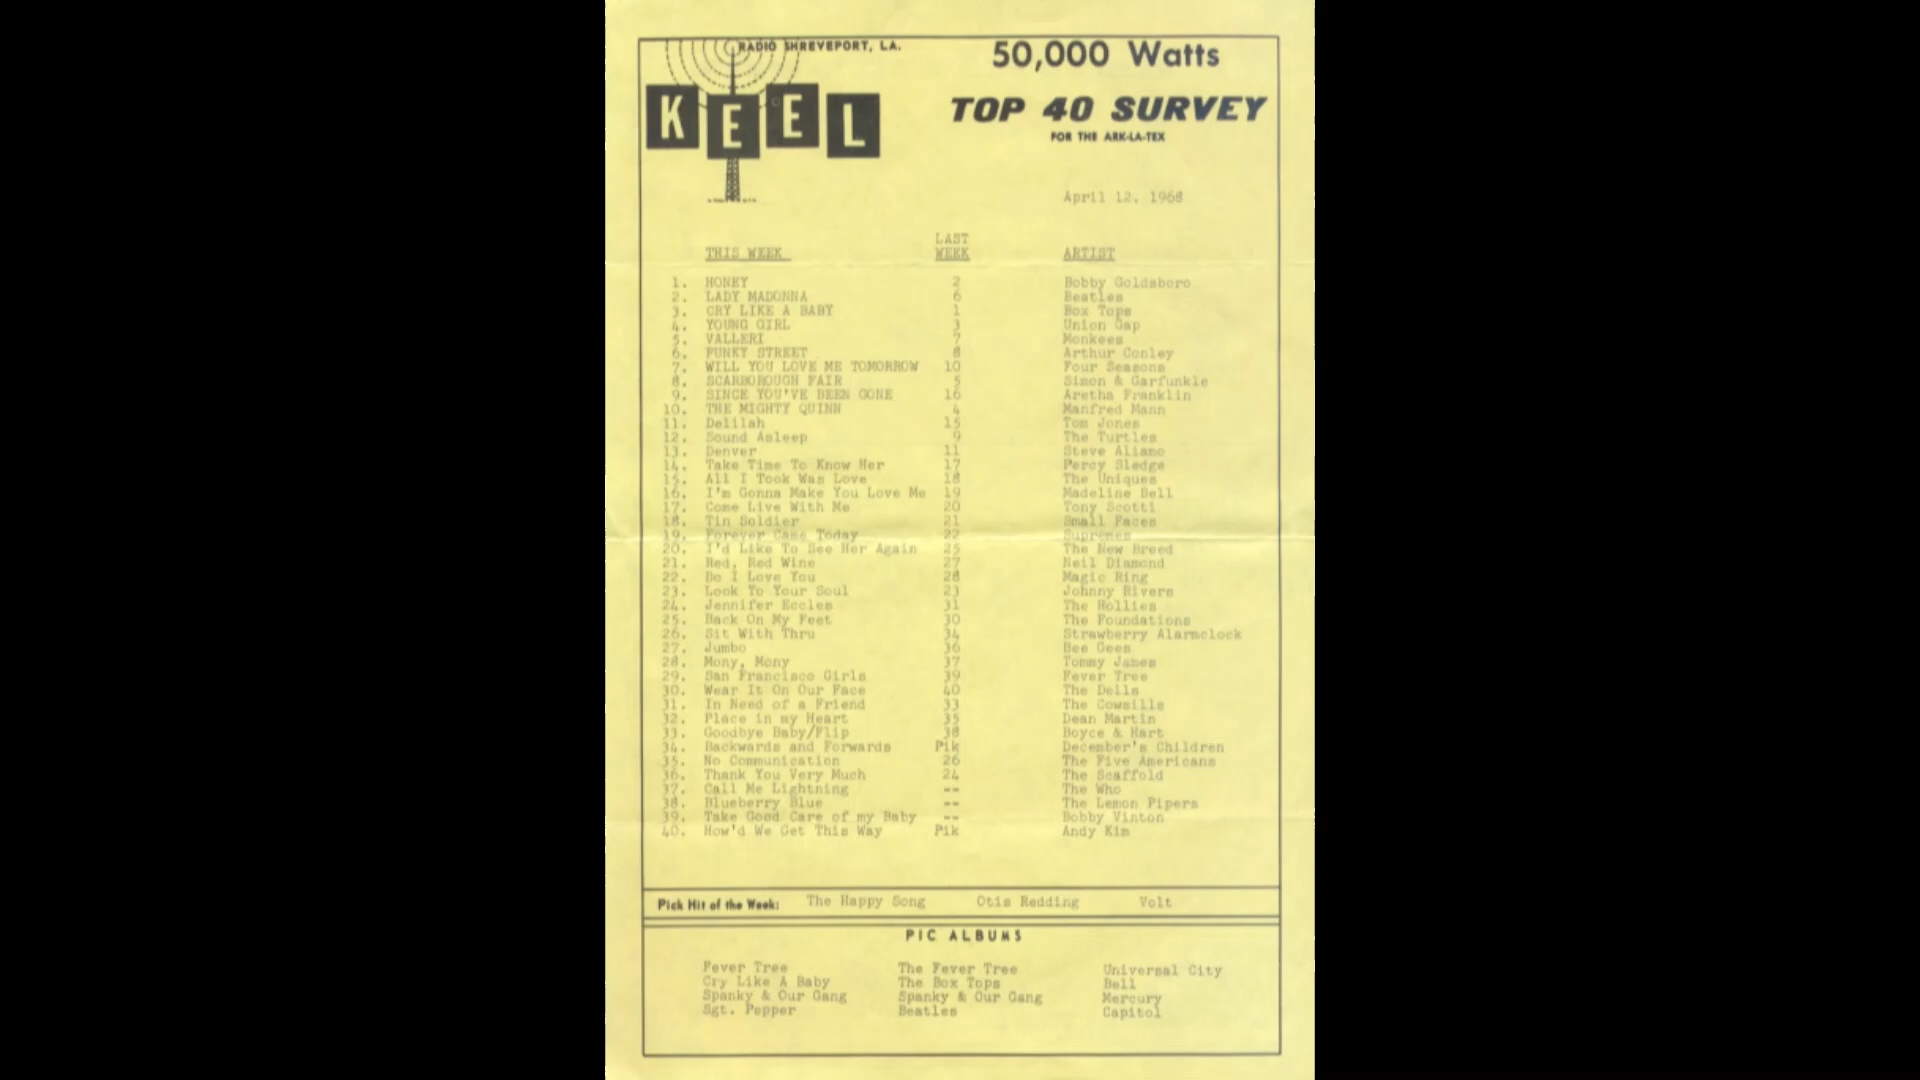 RADIO SHREVEPORT, LA.
50,000 Watts
KEEL
TOP 40 SURVEY
FOR THE ARK-LA-TEX
April 12, 1968
THIS WEEK LAST WEEK ARTIST
1. HONEY 2 Bobby Goldsboro
2. LADY MADONNA 6 Beatles
3. CRY LIKE A BABY 1 Box Tops
4. YOUNG GIRL 3 Union Gap
5. VALLERI 7 Monkees
6. FUNKY STREET 8 Arthur Conley
7. WILL YOU LOVE ME TOMORROW 10 Four Seasons
8. SCARBOROUGH FAIR 5 Simon & Garfunkle
9. SINCE YOU'VE BEEN GONE 16 Aretha Franklin
10. THE MIGHTY QUINN 4 Manfred Mann
11. Delilah 15 Tom Jones
12. Sound Asleep 9 The Turtles
13. Denver 11 Steve Aliamo
14. Take Time To Know Her 17 Percy Sledge
15. All I Took Was Love 18 The Uniques
16. I'm Gonna Make You Love Me 19 Madeline Bell
17. Come Live With Me 20 Tony Scotti
18. Tin Soldier 21 Small Faces
19. Forever Came Today 22 Supremes
20. I'd Like To See Her Again 25 The New Breed
21. Red, Red Wine 27 Neil Diamond
22. Do I Love You 28 Magic Ring
23. Look To Your Soul 23 Johnny Rivers
24. Jennifer Eccles 31 The Hollies
25. Back On My Feet 30 The Foundations
26. Sit With Thru 34 Strawberry Alarmclock
27. Jumbo 36 Bee Gees
28. Mony, Mony 37 Tommy James
29. San Francisco Girls 39 Fever Tree
30. Wear It On Our Face 40 The Dells
31. In Need of a Friend 33 The Cowsills
32. Place in my Heart 35 Dean Martin
33. Goodbye Baby/Flip 38 Boyce & Hart
34. Backwards and Forwards Pik December's Children
35. No Communication 26 The Five Americans
36. Thank You Very Much 24 The Scaffold
37. Call Me Lightning -- The Who
38. Blueberry Blue -- The Lemon Pipers
39. Take Good Care of my Baby -- Bobby Vinton
40. How'd We Get This Way Pik Andy Kim
Pick Hit of the Week: The Happy Song Otis Redding Volt
PIC ALBUMS
Fever Tree The Fever Tree Universal City
Cry Like A Baby The Box Tops Bell
Spanky & Our Gang Spanky & Our Gang Mercury
Sgt. Pepper Beatles Capitol